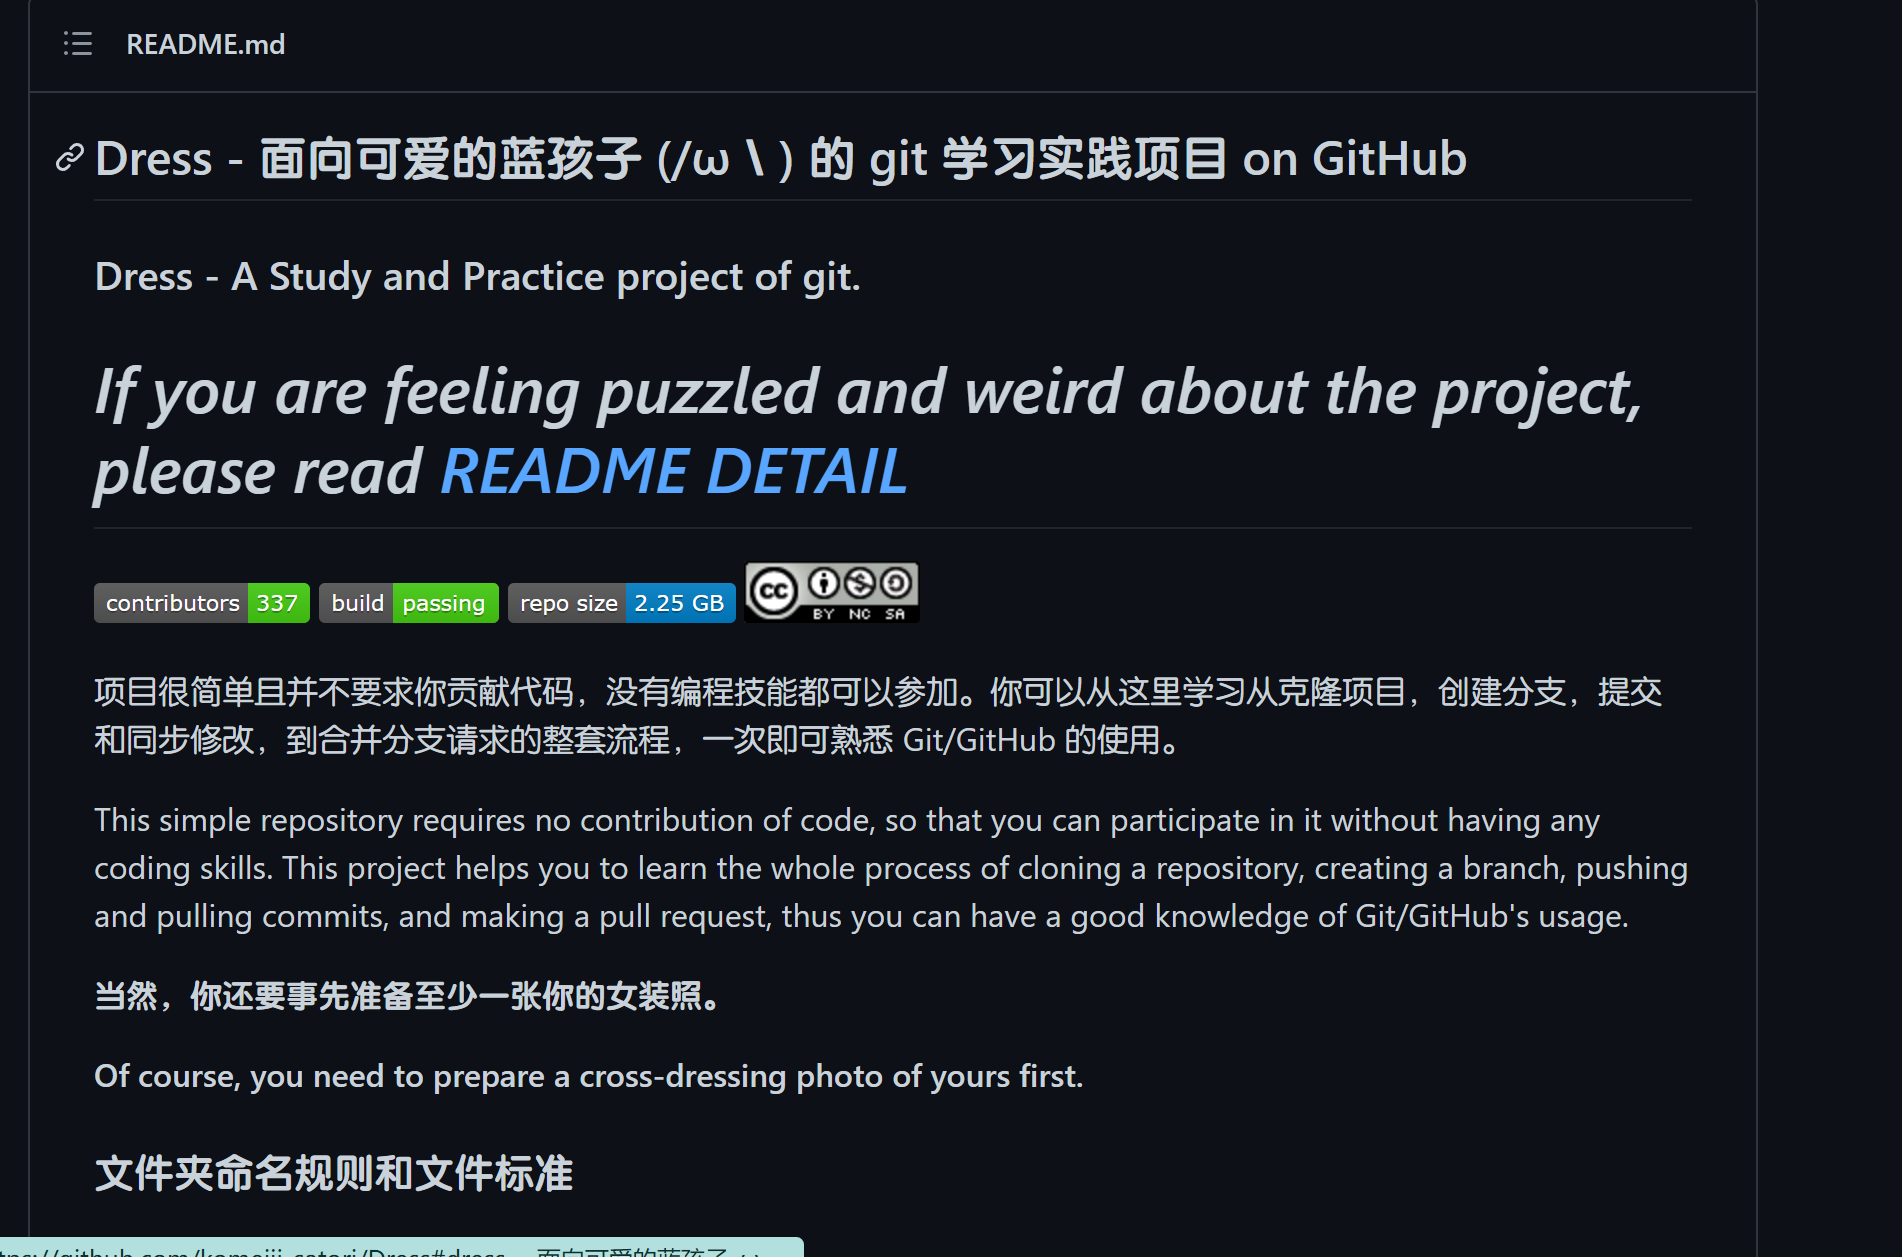 README.md
Dress - 面向可爱的蓝孩子 (/ω \ ) 的 git 学习实践项目 on GitHub
Dress - A Study and Practice project of git.
If you are feeling puzzled and weird about the project,
please read README DETAIL
contributors 337 build passing repo size 2.25 GB cc BY NC SA
项目很简单且并不要求你贡献代码，没有编程技能都可以参加。你可以从这里学习从克隆项目，创建分支，提交
和同步修改，到合并分支请求的整套流程，一次即可熟悉 Git/GitHub 的使用。
This simple repository requires no contribution of code, so that you can participate in it without having any
coding skills. This project helps you to learn the whole process of cloning a repository, creating a branch, pushing
and pulling commits, and making a pull request, thus you can have a good knowledge of Git/GitHub's usage.
当然，你还要事先准备至少一张你的女装照。
Of course, you need to prepare a cross-dressing photo of yours first.
文件夹命名规则和文件标准